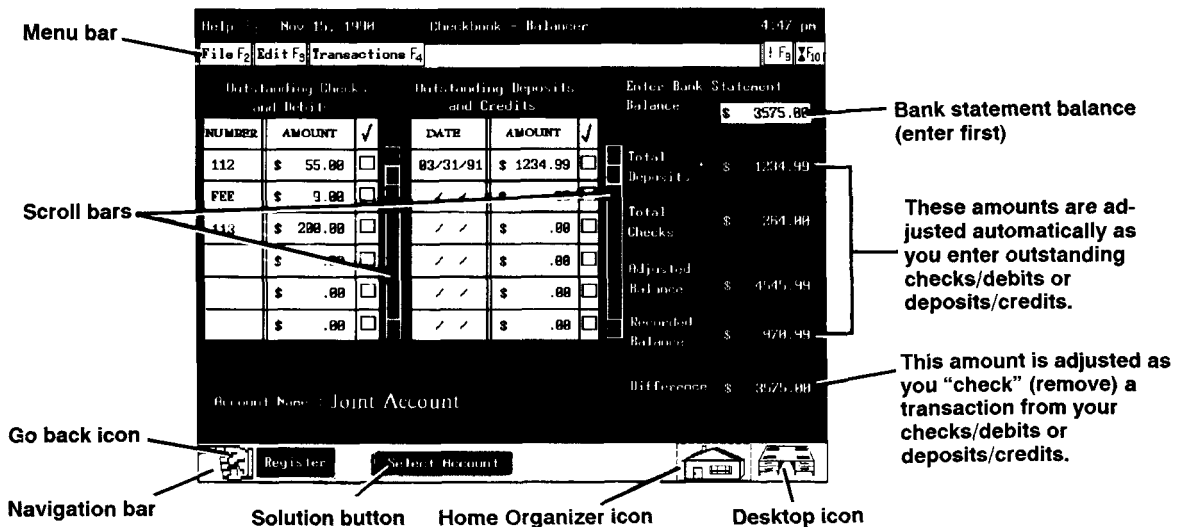 Help F1 Nov 15, 1990 Checkbook - Balancer 4:47 pm
Menu bar
File F2 Edit F3 Transactions F4 F9 F10
Outstanding Checks and Debits
Outstanding Deposits and Credits
Enter Bank Statement Balance
$ 3575.00
Bank statement balance (enter first)
NUMBER AMOUNT √ DATE AMOUNT √
112 $ 55.00 03/31/91 $ 1234.99
Total Deposits $ 1234.99
FEE $ 9.00 / / $ .00
Scroll bars
113 $ 200.00 / / $ .00
Total Checks $ 264.00
These amounts are ad-
justed automatically as
you enter outstanding
checks/debits or
deposits/credits.
$ .00 / / $ .00
Adjusted Balance $ 4545.99
$ .00 / / $ .00
$ .00 / / $ .00
Recorded Balance $ 970.99
Difference $ 3575.00
This amount is adjusted as
you “check” (remove) a
transaction from your
checks/debits or
deposits/credits.
Account Name : Joint Account
Go back icon
Register Select Account
Navigation bar
Solution button
Home Organizer icon
Desktop icon